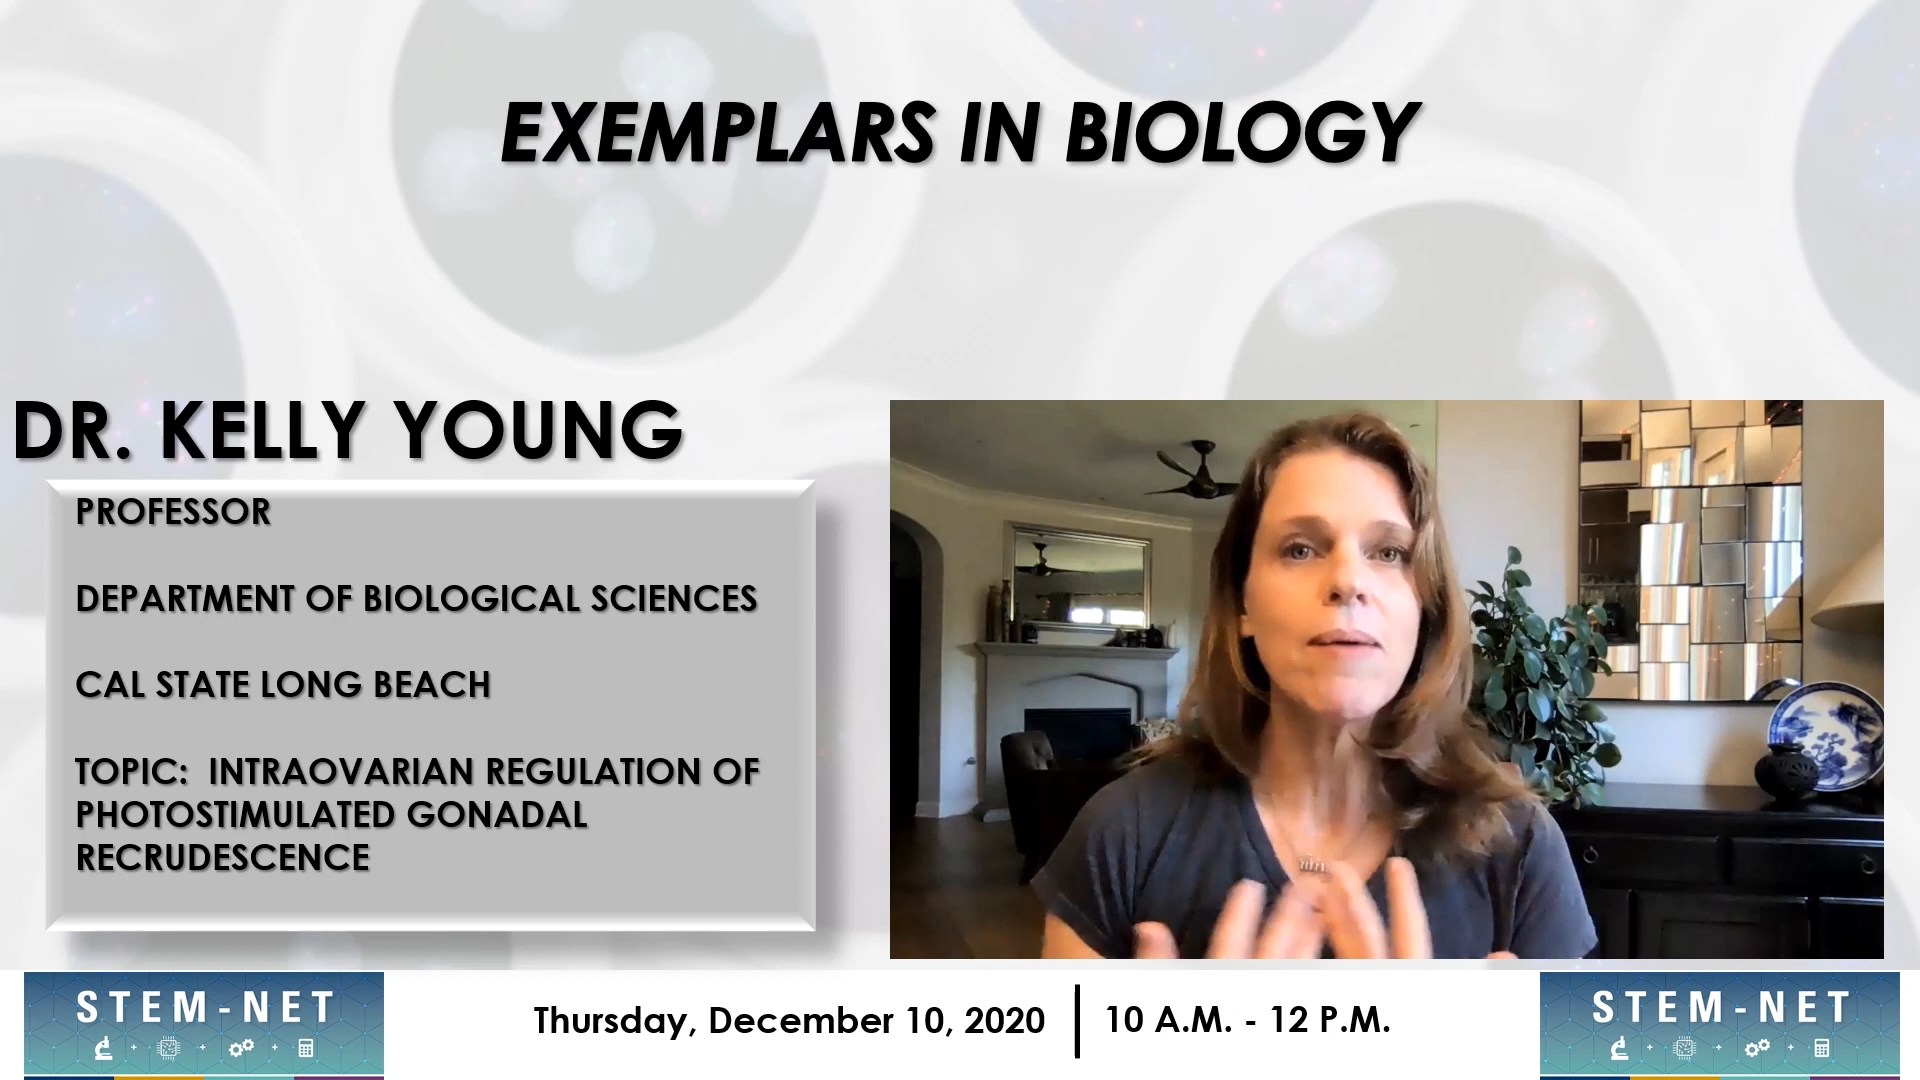 EXEMPLARS IN BIOLOGY
DR. KELLY YOUNG
PROFESSOR
DEPARTMENT OF BIOLOGICAL SCIENCES
CAL STATE LONG BEACH
TOPIC: INTRAOVARIAN REGULATION OF
PHOTOSTIMULATED GONADAL
RECRUDESCENCE
STEM-NET
Thursday, December 10, 2020
10 A.M. - 12 P.M.
STEM-NET